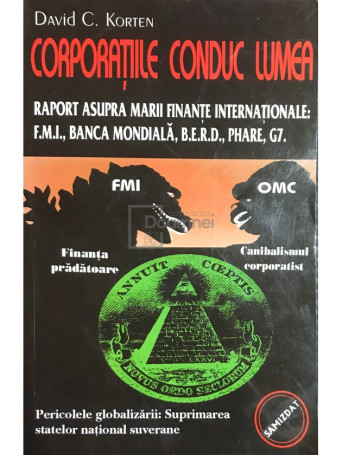 David C. Korten
CORPORAȚIILE CONDUC LUMEA
RAPORT ASUPRA MARII FINANȚE INTERNAȚIONALE:
F.M.I., BANCA MONDIALĂ, B.E.R.D., PHARE, G7.
FMI
OMC
Finanța
prădătoare
Canibalismul
corporatist
ANNUIT CŒPTIS
NOVUS ORDO SECLORUM
Pericolele globalizării: Suprimarea
statelor național suverane
SAMIZDAT